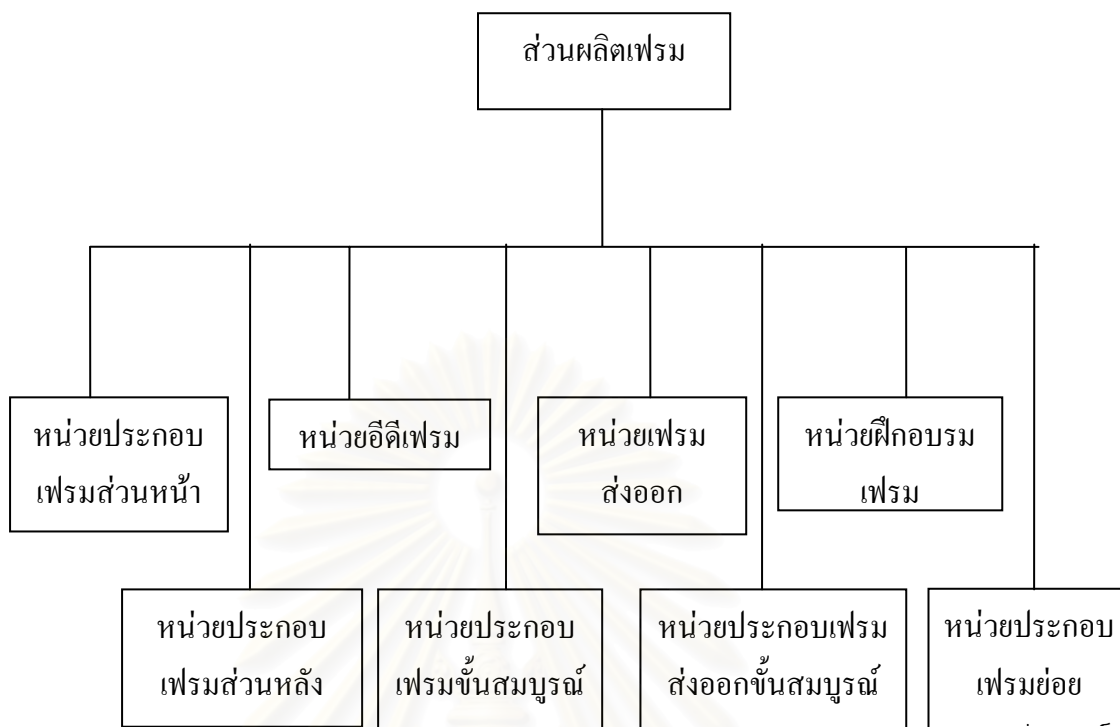 ส่วนผลิตเฟรม
หน่วยประกอบ
เฟรมส่วนหน้า
หน่วยอีดีเฟรม
หน่วยเฟรม
ส่งออก
หน่วยฝึกอบรม
เฟรม
หน่วยประกอบ
เฟรมส่วนหลัง
หน่วยประกอบ
เฟรมขั้นสมบูรณ์
หน่วยประกอบเฟรม
ส่งออกขั้นสมบูรณ์
หน่วยประกอบ
เฟรมย่อย